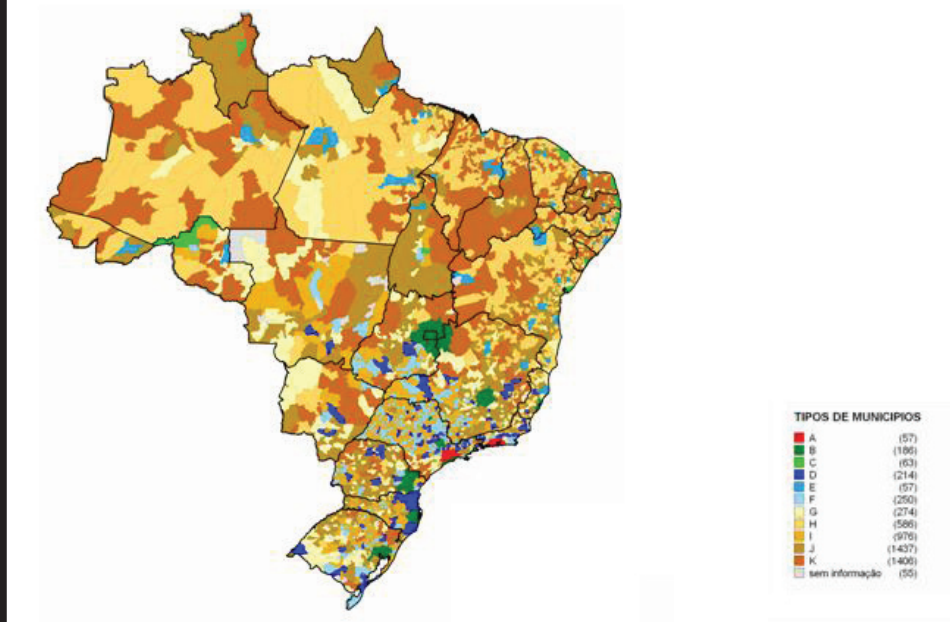 TIPOS DE MUNICIPIOS
A (57)
B (186)
C (63)
D (214)
E (57)
F (250)
G (274)
H (586)
I (976)
J (1437)
K (1406)
sem informação (55)